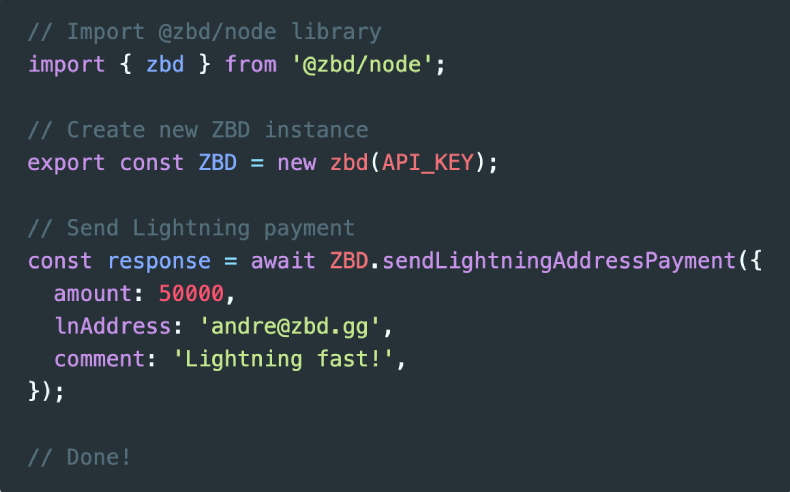 // Import @zbd/node library
import { zbd } from '@zbd/node';
// Create new ZBD instance
export const ZBD = new zbd(API_KEY);
// Send Lightning payment
const response = await ZBD.sendLightningAddressPayment({
  amount: 50000,
  lnAddress: 'andre@zbd.gg',
  comment: 'Lightning fast!',
});
// Done!